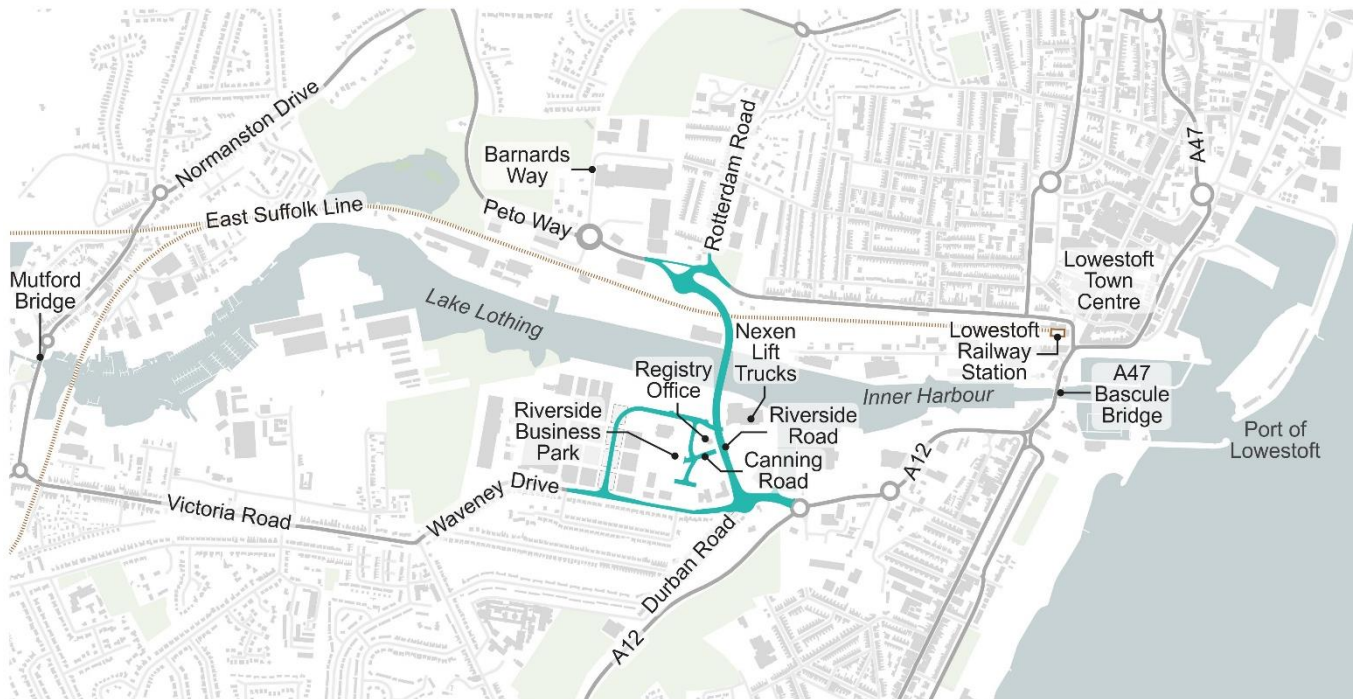 Normanston Drive
A47
Barnards
Way
Rotterdam Road
East Suffolk Line
Peto Way
Mutford
Bridge
Lowestoft
Town
Centre
Lake Lothing
Nexen
Lift
Trucks
Lowestoft
Railway
Station
Registry
Office
Inner Harbour
A47
Bascule
Bridge
Riverside
Business
Park
Riverside
Road
Port of
Lowestoft
Canning
Road
A12
Victoria Road
Waveney Drive
Durban Road
A12